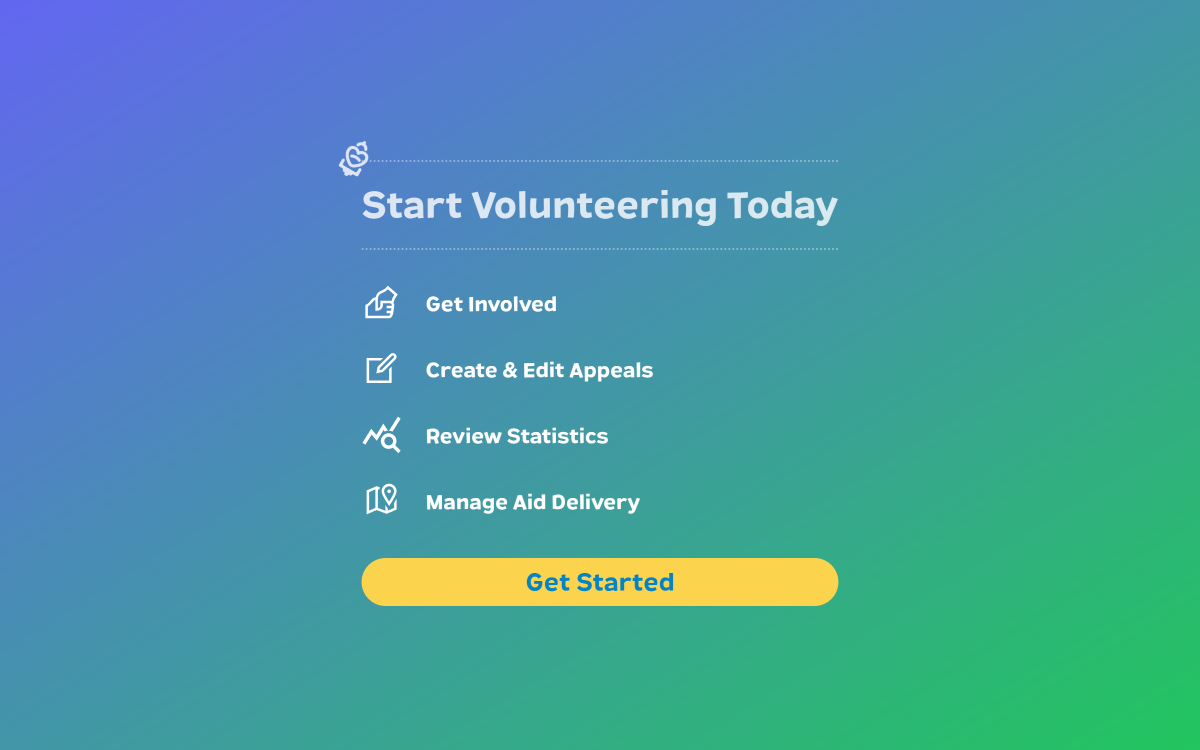 Start Volunteering Today
Get Involved
Create & Edit Appeals
Review Statistics
Manage Aid Delivery
Get Started